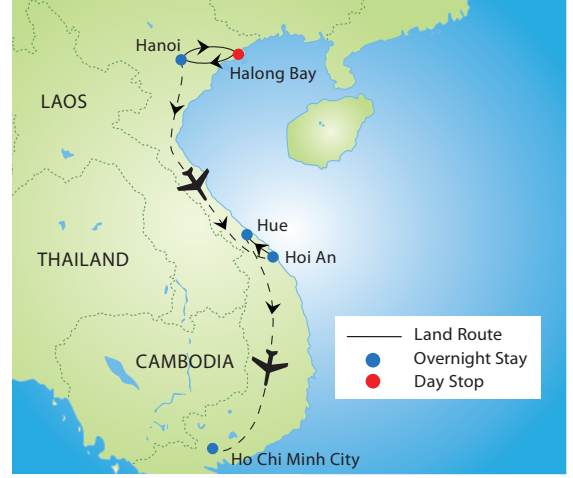 Hanoi
Halong Bay
LAOS
Hue
Hoi An
THAILAND
CAMBODIA
Ho Chi Minh City
Land Route
Overnight Stay
Day Stop